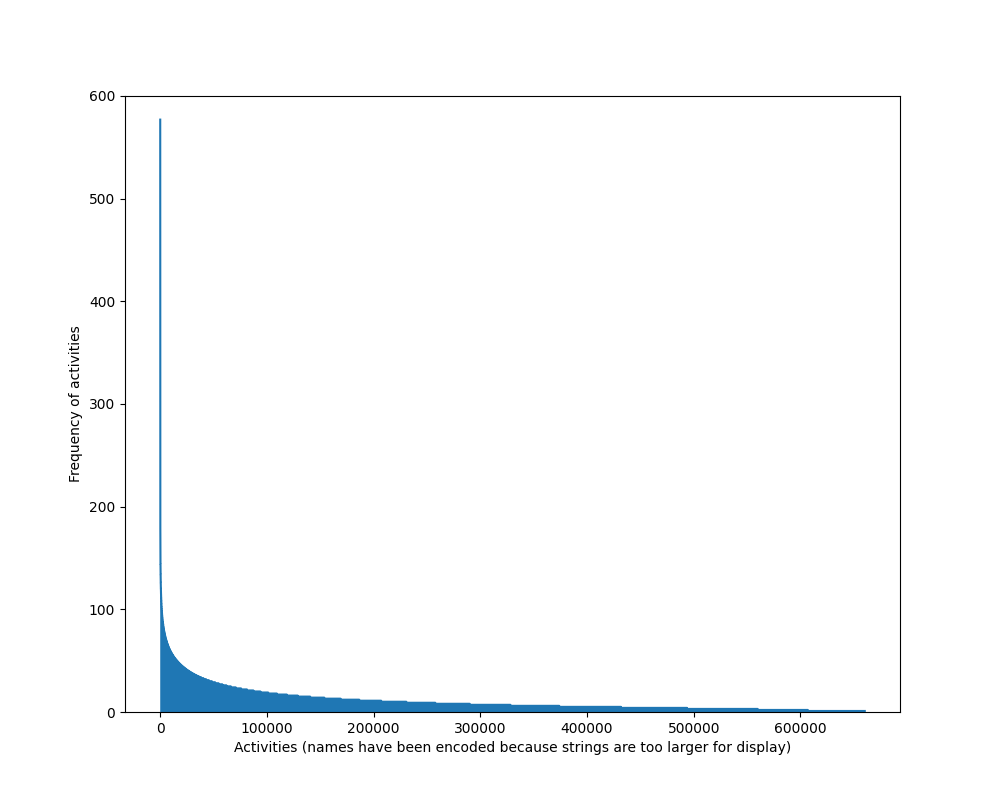 600
500
400
300
200
100
0
Frequency of activities
0 100000 200000 300000 400000 500000 600000
Activities (names have been encoded because strings are too larger for display)